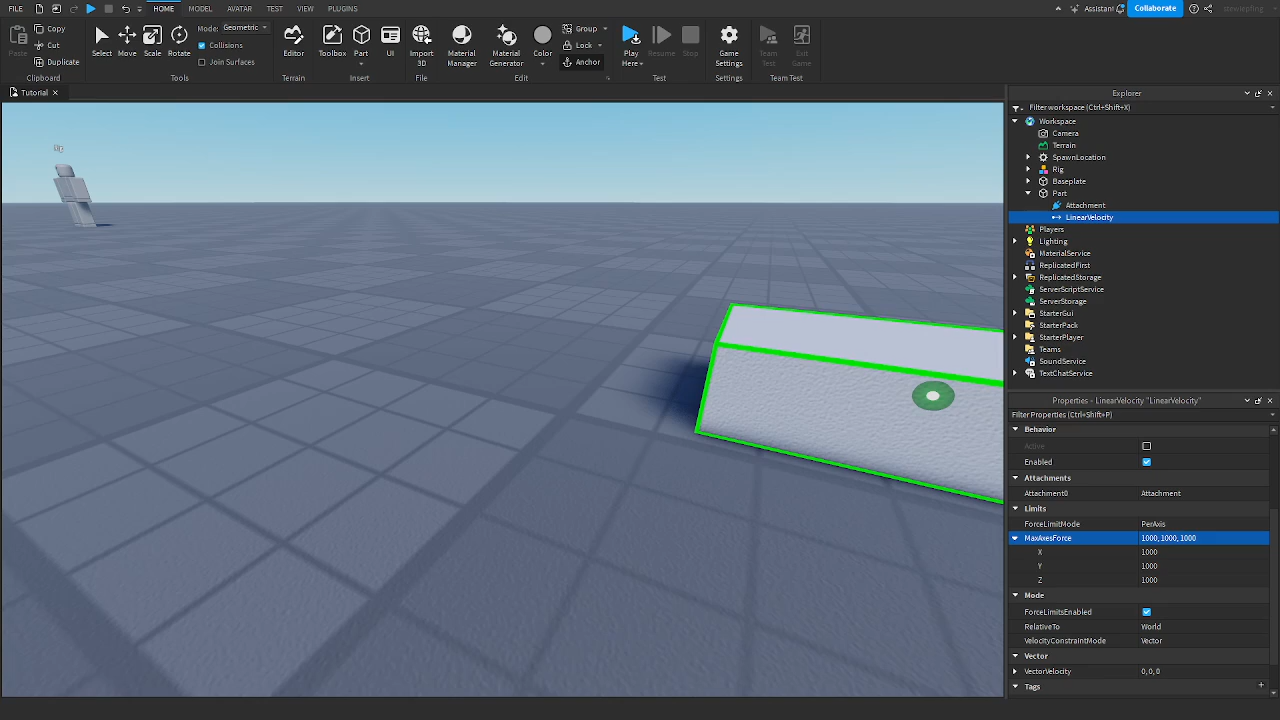 FILE HOME MODEL AVATAR TEST VIEW PLUGINS Assistant Collaborate
Copy Mode: Geometric Group
Cut Collisions Lock
Paste Duplicate Select Move Scale Rotate Join Surfaces Editor Toolbox Part UI Import 3D Material Manager Material Generator Color Anchor Play Here Resume Stop Game Settings Team Test Exit Game
Clipboard Tools Terrain Insert File Edit Test Settings Team Test
Tutorial
Rig
Explorer
Filter workspace (Ctrl+Shift+X)
Workspace
Camera
Terrain
SpawnLocation
Rig
Baseplate
Part
Attachment
LinearVelocity
Players
Lighting
MaterialService
ReplicatedFirst
ReplicatedStorage
ServerScriptService
ServerStorage
StarterGui
StarterPack
StarterPlayer
Teams
SoundService
TextChatService
Properties - LinearVelocity "LinearVelocity"
Filter Properties (Ctrl+Shift+P)
Behavior
Active
Enabled
Attachments
Attachment0 Attachment
Limits
ForceLimitMode PerAxis
MaxAxesForce 1000, 1000, 1000
X 1000
Y 1000
Z 1000
Mode
ForceLimitsEnabled
RelativeTo World
VelocityConstraintMode Vector
Vector
VectorVelocity 0, 0, 0
Tags